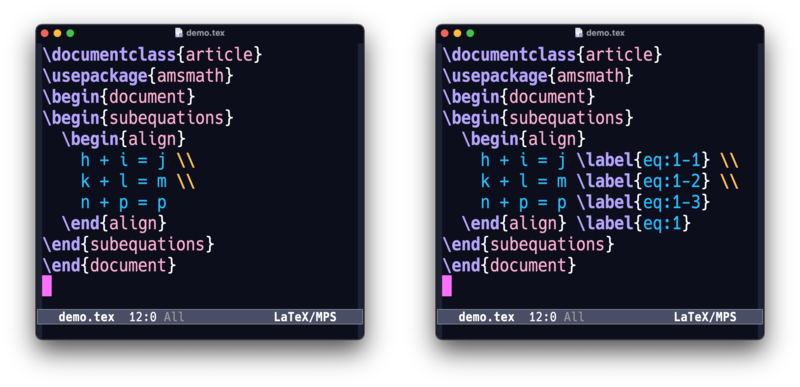 demo.tex
\documentclass{article}
\usepackage{amsmath}
\begin{document}
\begin{subequations}
  \begin{align}
    h + i = j \\
    k + l = m \\
    n + p = p
  \end{align}
\end{subequations}
\end{document}
demo.tex 12:0 All LaTeX/MPS
demo.tex
\documentclass{article}
\usepackage{amsmath}
\begin{document}
\begin{subequations}
  \begin{align}
    h + i = j \label{eq:1-1} \\
    k + l = m \label{eq:1-2} \\
    n + p = p \label{eq:1-3}
  \end{align} \label{eq:1}
\end{subequations}
\end{document}
demo.tex 12:0 All LaTeX/MPS